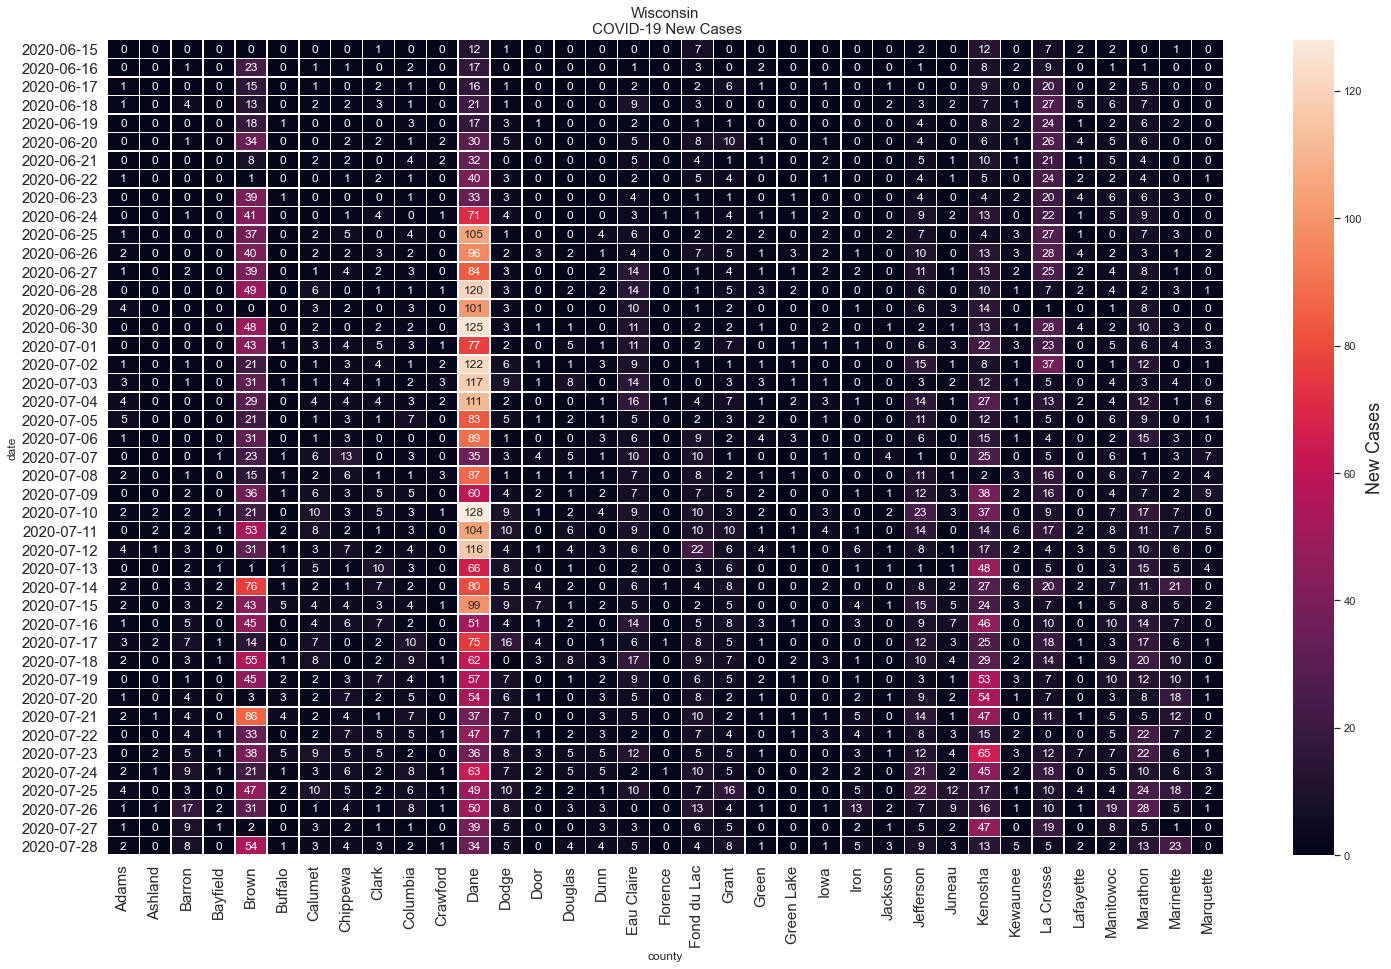 Wisconsin
COVID-19 New Cases
2020-06-15 0 0 0 0 0 0 0 0 1 0 0 12 1 0 0 0 0 0 7 0 0 0 0 0 0 2 0 12 0 7 2 2 0 1 0
2020-06-16 0 0 1 0 23 0 1 1 0 2 0 17 0 0 0 0 1 0 3 0 2 0 0 0 0 1 0 8 2 9 0 1 1 0 0
2020-06-17 1 0 0 0 15 0 1 0 2 1 0 16 1 0 0 0 2 0 2 6 1 0 1 0 1 0 0 9 0 20 0 2 5 0 0
2020-06-18 1 0 4 0 13 0 2 2 3 1 0 21 1 0 0 0 9 0 3 0 0 0 0 0 2 3 2 7 1 27 5 6 7 0 0
2020-06-19 0 0 0 0 18 1 0 0 0 3 0 17 3 1 0 0 2 0 1 1 0 0 0 0 0 4 0 8 2 24 1 2 6 2 0
2020-06-20 0 0 1 0 34 0 0 2 2 1 2 30 5 0 0 0 5 0 8 10 1 0 1 0 0 4 0 6 1 26 4 5 6 0 0
2020-06-21 0 0 0 0 8 0 2 2 0 4 2 32 0 0 0 0 5 0 4 1 1 0 2 0 0 5 1 10 1 21 1 5 4 0 0
2020-06-22 1 0 0 0 1 0 0 1 2 1 0 40 3 0 0 0 2 0 5 4 0 0 1 0 0 4 1 5 0 24 2 2 4 0 1
2020-06-23 0 0 0 0 39 1 0 0 0 1 0 33 3 0 0 0 4 0 1 1 0 1 0 0 0 4 0 4 2 20 4 6 6 3 0
2020-06-24 0 0 1 0 41 0 0 1 4 0 1 71 4 0 0 0 3 1 1 4 1 1 2 0 0 9 2 13 0 22 1 5 9 0 0
2020-06-25 1 0 0 0 37 0 2 5 0 4 0 105 1 0 0 4 6 0 2 2 2 0 2 0 2 7 0 4 3 27 1 0 7 3 0
2020-06-26 2 0 0 0 40 0 2 2 3 2 0 96 2 3 2 1 4 0 7 5 1 3 2 1 0 10 0 13 3 28 4 2 3 1 2
2020-06-27 1 0 2 0 39 0 1 4 2 3 0 84 3 0 0 2 14 0 1 4 1 1 2 2 0 11 1 13 2 25 2 4 8 1 0
2020-06-28 0 0 0 0 49 0 6 0 1 1 1 120 3 0 2 2 14 0 1 5 3 2 0 0 0 6 0 10 1 7 2 4 2 3 1
2020-06-29 4 0 0 0 0 0 3 2 0 3 0 101 3 0 0 0 10 0 1 2 0 0 0 1 0 6 3 14 0 1 0 1 8 0 0
2020-06-30 0 0 0 0 48 0 2 0 2 2 0 125 3 1 1 0 11 0 2 2 1 0 2 0 1 2 1 13 1 28 4 2 10 3 0
2020-07-01 0 0 0 0 43 1 3 4 5 3 1 77 2 0 5 1 11 0 2 7 0 1 1 1 0 6 3 22 3 23 0 5 6 4 3
2020-07-02 1 0 1 0 21 0 1 3 4 1 2 122 6 1 1 3 9 0 1 1 1 1 0 0 0 15 1 8 1 37 0 1 12 0 1
2020-07-03 3 0 1 0 31 1 1 4 1 2 3 117 9 1 8 0 14 0 0 3 3 1 1 0 0 3 2 12 1 5 0 4 3 4 0
2020-07-04 4 0 0 0 29 0 4 4 4 3 2 111 2 0 0 1 16 1 4 7 1 2 3 1 0 14 1 27 1 13 2 4 12 1 6
2020-07-05 5 0 0 0 21 0 1 3 1 7 0 83 5 1 2 1 5 0 2 3 2 0 1 0 0 11 0 12 1 5 0 6 9 0 1
2020-07-06 1 0 0 0 31 0 1 3 0 0 0 89 1 0 0 3 6 0 9 2 4 3 0 0 0 6 0 15 1 4 0 2 15 3 0
2020-07-07 0 0 0 1 23 1 6 13 0 3 0 35 3 4 5 1 10 0 10 1 0 0 0 1 4 1 0 25 0 5 0 6 1 3 7
2020-07-08 2 0 0 1 15 1 2 6 1 1 3 87 1 1 1 1 7 0 8 2 1 1 0 0 0 11 1 2 3 16 0 6 7 2 4
2020-07-09 0 0 2 0 36 1 6 3 5 5 0 60 4 2 1 2 7 0 7 5 2 0 0 1 1 12 3 38 2 16 0 4 7 2 9
2020-07-10 2 2 2 1 21 0 10 3 5 3 1 128 9 1 2 4 9 0 10 3 2 1 3 0 2 23 3 37 0 9 0 7 17 7 0
2020-07-11 0 2 2 1 53 2 8 2 1 3 0 104 10 0 6 0 9 0 10 10 1 1 4 1 0 14 0 14 6 17 2 8 11 7 5
2020-07-12 4 1 3 0 31 1 3 7 2 4 0 116 4 1 4 3 6 0 22 6 4 1 0 6 1 8 1 17 2 4 3 5 10 6 0
2020-07-13 0 0 2 1 1 1 5 1 10 3 0 66 8 0 1 0 2 0 3 6 0 0 0 1 1 1 0 48 0 5 0 3 15 5 4
2020-07-14 2 0 3 2 76 0 2 1 7 2 0 80 5 4 2 0 6 1 4 8 0 0 0 0 0 8 2 27 6 20 2 7 11 21 0
2020-07-15 2 0 3 2 43 5 4 4 3 4 1 99 9 7 1 2 5 0 2 5 0 0 0 4 1 15 5 24 3 7 1 5 8 5 2
2020-07-16 1 0 5 0 45 0 4 6 7 2 0 51 4 1 2 0 14 0 5 8 3 1 0 3 0 9 7 46 0 10 0 10 14 7 0
2020-07-17 3 2 7 1 14 0 7 0 2 10 0 75 16 4 0 1 6 1 8 5 1 0 0 0 0 12 3 25 0 18 1 3 17 6 1
2020-07-18 2 0 3 1 55 1 8 0 2 9 1 62 0 3 8 3 17 0 9 7 0 2 3 1 0 10 4 29 2 14 1 9 20 10 0
2020-07-19 0 0 1 0 45 2 2 3 7 4 1 57 7 0 1 2 9 0 6 5 2 1 0 1 0 3 1 53 3 7 0 10 12 10 1
2020-07-20 1 0 4 0 3 3 2 7 2 5 0 54 6 1 0 3 5 0 8 2 1 0 0 2 1 9 2 54 1 7 0 3 8 18 1
2020-07-21 2 1 4 0 86 4 2 4 1 7 0 37 7 0 0 3 5 0 10 2 1 1 1 5 0 14 1 47 0 11 1 5 5 12 0
2020-07-22 0 0 4 1 33 0 2 7 5 5 1 47 7 1 2 3 2 0 7 4 0 1 3 4 1 8 3 15 2 0 0 5 22 7 2
2020-07-23 0 2 5 1 38 5 9 5 5 2 0 36 8 3 5 5 12 0 5 5 1 0 0 3 1 12 4 65 3 12 7 7 22 6 1
2020-07-24 2 1 9 1 21 1 3 6 2 8 1 63 7 2 5 5 2 1 10 5 0 0 2 2 0 21 2 45 2 18 0 5 10 6 3
2020-07-25 4 0 3 0 47 2 10 5 2 6 1 49 10 2 2 1 10 0 7 16 0 0 0 5 0 22 12 17 1 10 4 4 24 18 2
2020-07-26 1 1 17 2 31 0 1 4 1 8 1 50 8 0 3 3 0 0 13 4 1 0 1 13 2 7 9 16 1 10 1 19 28 5 1
2020-07-27 1 0 9 1 2 0 3 2 1 1 0 39 5 0 0 3 3 0 6 5 0 0 0 2 1 5 2 47 0 19 0 8 5 1 0
2020-07-28 2 0 8 0 54 1 3 4 3 2 1 34 5 0 4 4 5 0 4 8 1 0 1 5 3 9 3 13 5 5 2 2 13 23 0
Adams Ashland Barron Bayfield Brown Buffalo Calumet Chippewa Clark Columbia Crawford Dane Dodge Door Douglas Dunn Eau Claire Florence Fond du Lac Grant Green Green Lake Iowa Iron Jackson Jefferson Juneau Kenosha Kewaunee La Crosse Lafayette Manitowoc Marathon Marinette Marquette
county
date
120
100
80
60
40
20
0
New Cases